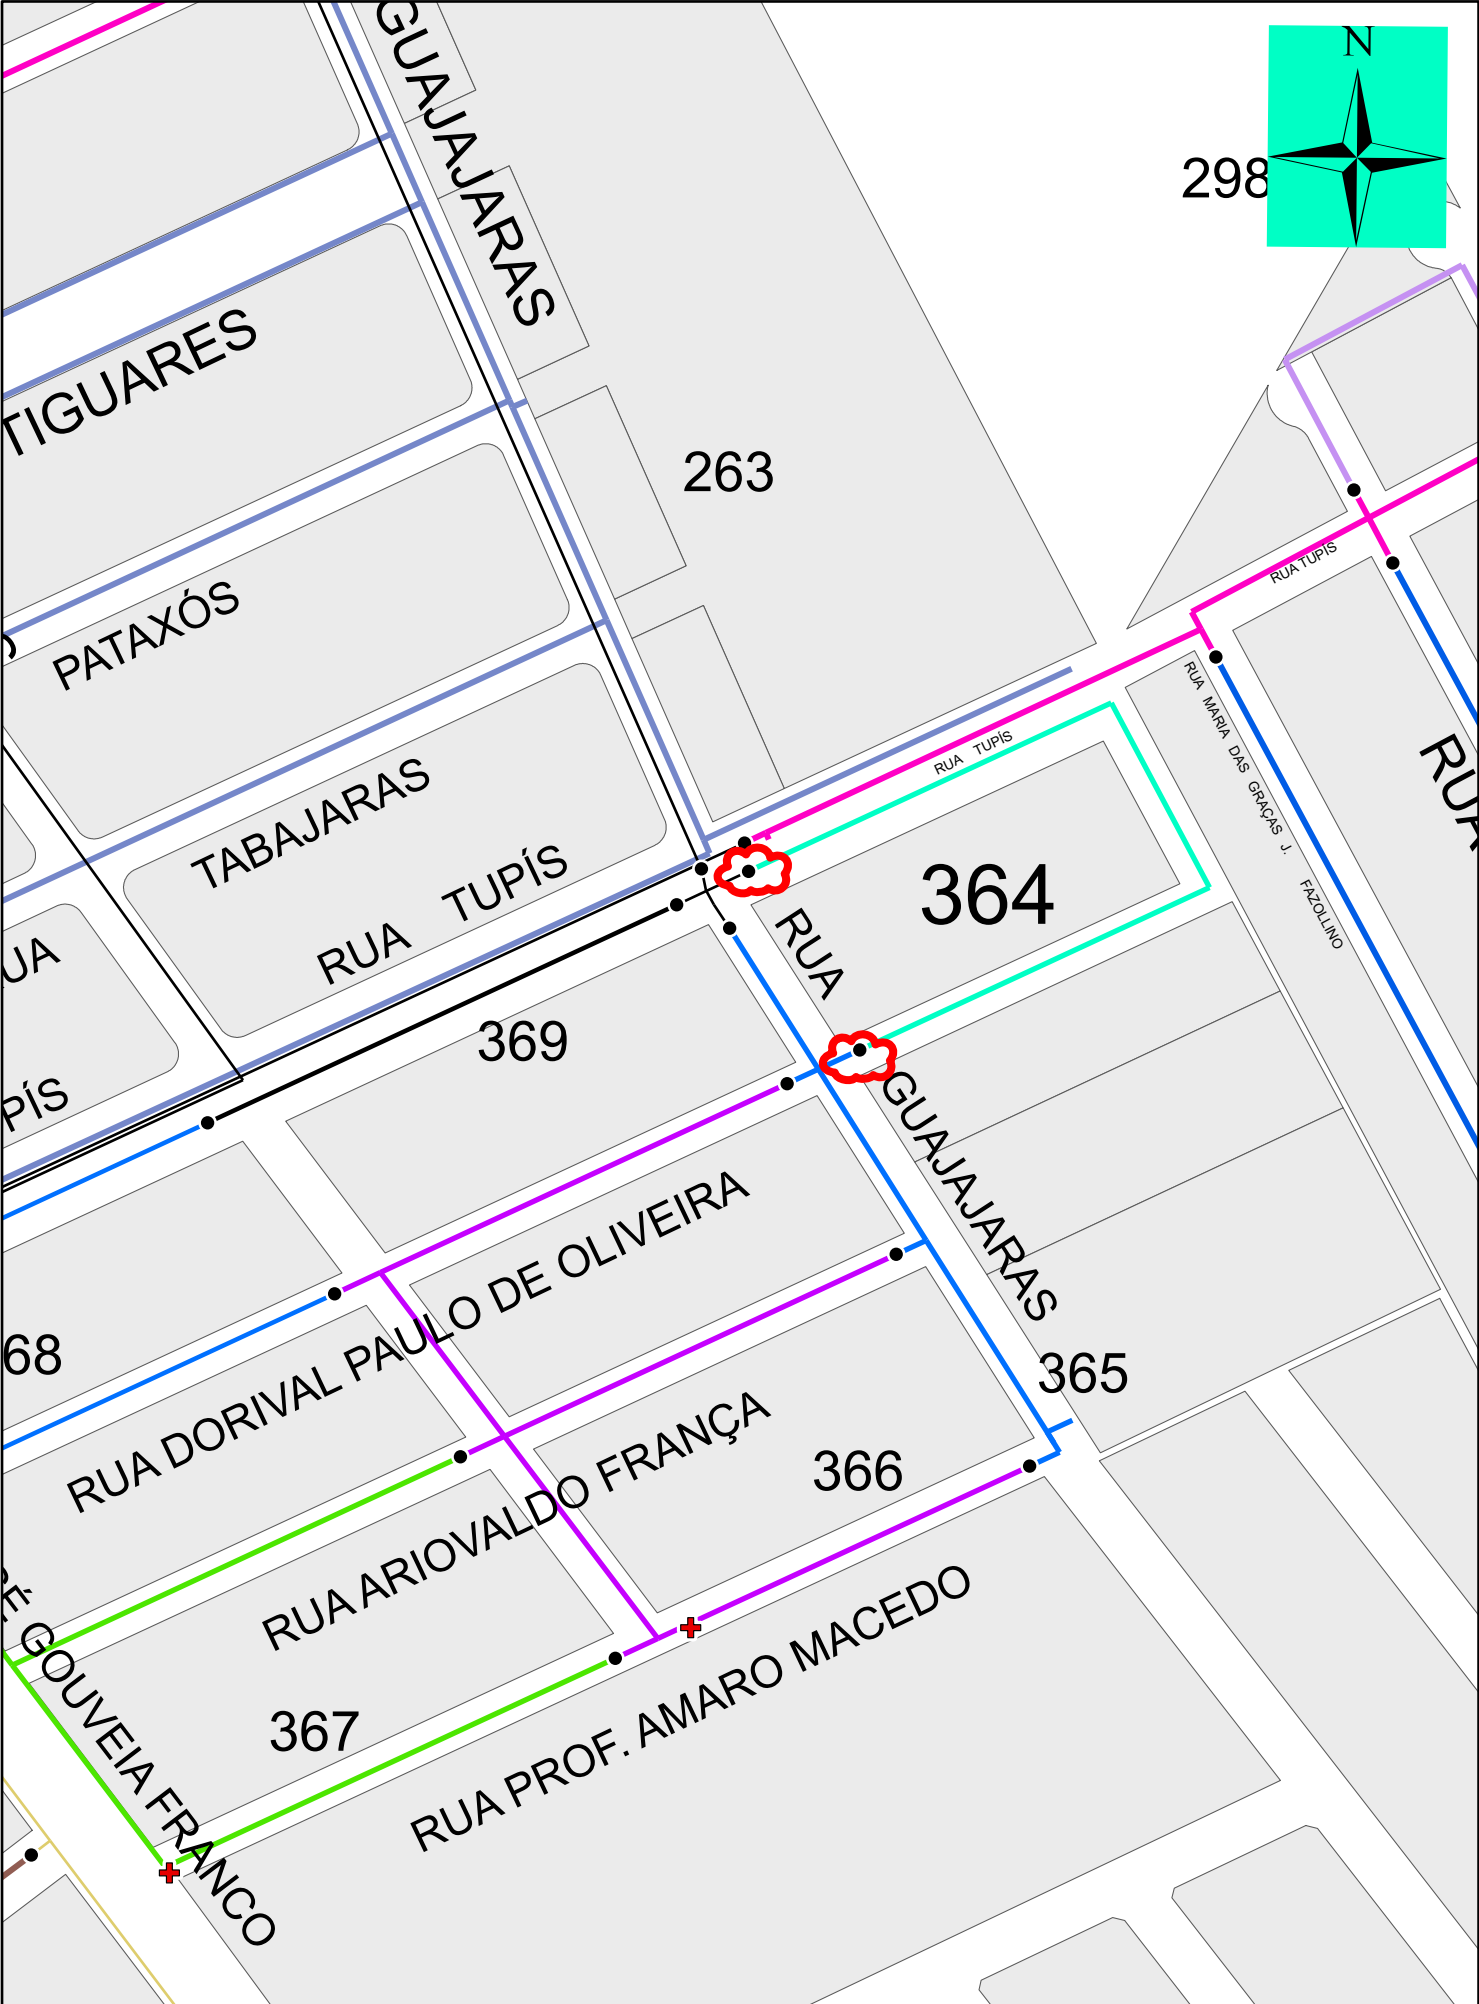 N
GUAJAJARAS
298
TIGUARES
263
RUA TUPÍS
PATAXÓS
RUA MARIA DAS GRAÇAS J. FAZOLLINO
RUA
RUA TUPÍS
TABAJARAS
RUA TUPÍS
364
RUA GUAJAJARAS
UA
369
PÍS
RUA DORIVAL PAULO DE OLIVEIRA
68
365
RUA ARIOVALDO FRANÇA
366
RÉ GOUVEIA FRANCO
367
RUA PROF. AMARO MACEDO